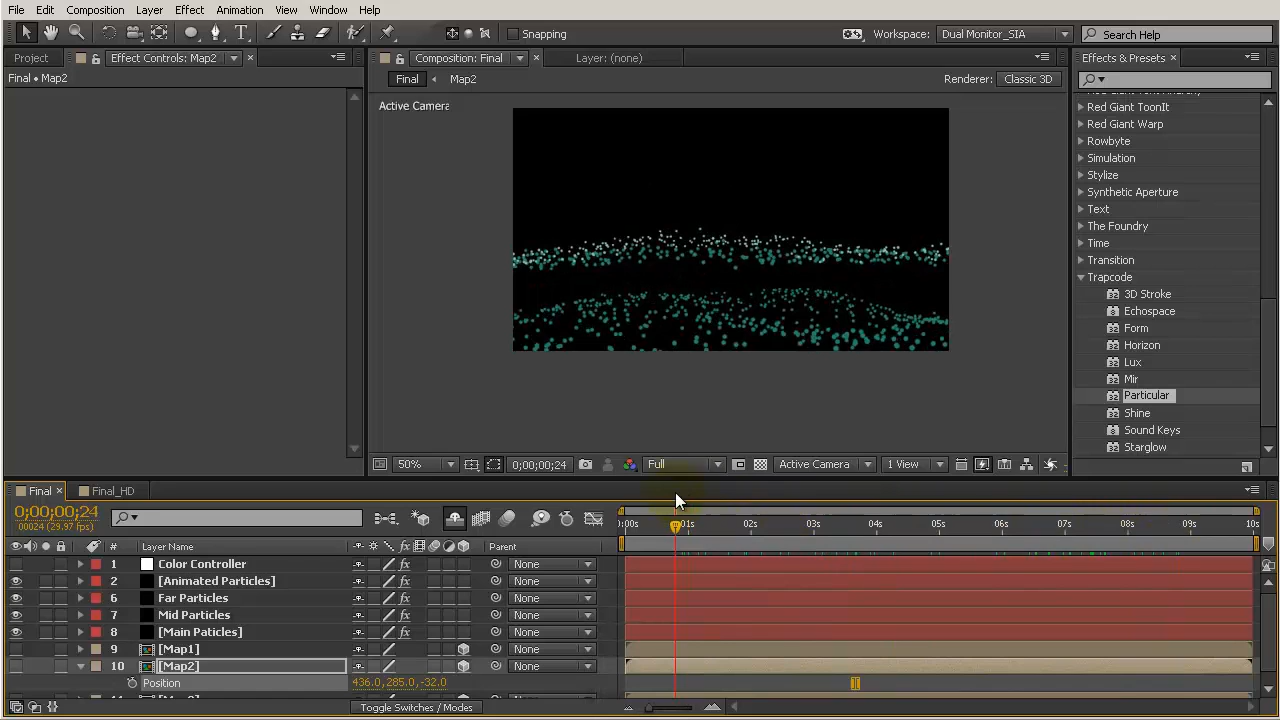 File Edit Composition Layer Effect Animation View Window Help
Snapping Workspace: Dual Monitor_SIA Search Help
Project Effect Controls: Map2 Composition: Final Layer: (none) Effects & Presets
Final • Map2 Final Map2 Renderer: Classic 3D
Active Camera
Red Giant ToonIt
Red Giant Warp
Rowbyte
Simulation
Stylize
Synthetic Aperture
Text
The Foundry
Time
Transition
Trapcode
3D Stroke
Echospace
Form
Horizon
Lux
Mir
Particular
Shine
Sound Keys
Starglow
50% 0;00;00;24 Full Active Camera 1 View
Final Final_HD
0;00;00;24
00024 (29.97 fps)
0:00s 01s 02s 03s 04s 05s 06s 07s 08s 09s 10s
# Layer Name Parent
1 Color Controller None
2 [Animated Particles] None
6 Far Particles None
7 Mid Particles None
8 [Main Paticles] None
9 [Map1] None
10 [Map2] None
Position 436.0,285.0,-32.0
Toggle Switches / Modes